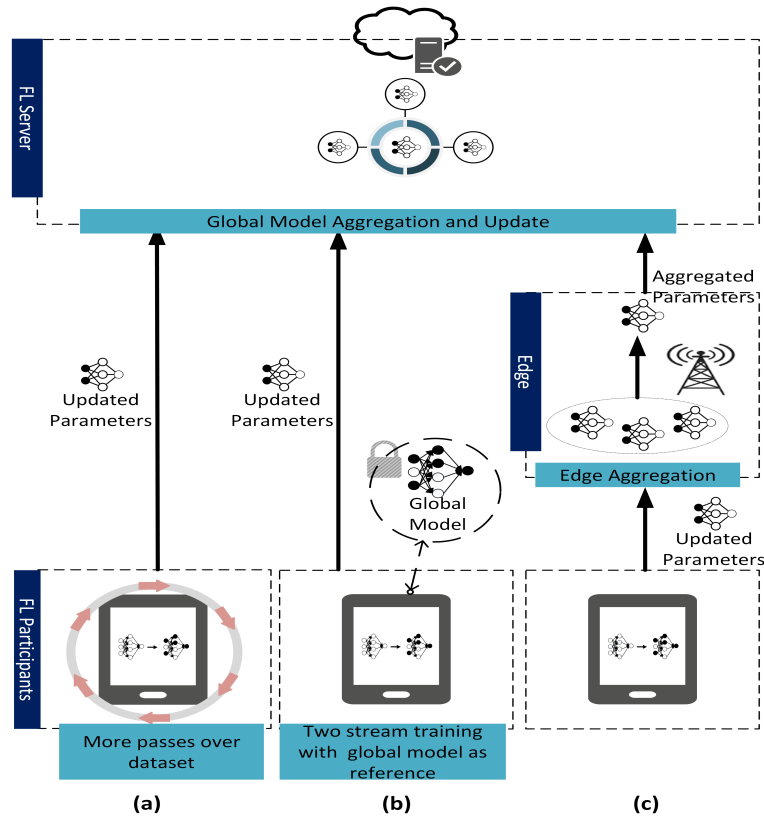 FL Server
Global Model Aggregation and Update
Aggregated
Parameters
Edge
Updated
Parameters
Updated
Parameters
Global
Model
Edge Aggregation
Updated
Parameters
FL Participants
More passes over
dataset
Two stream training
with global model as
reference
(a)
(b)
(c)